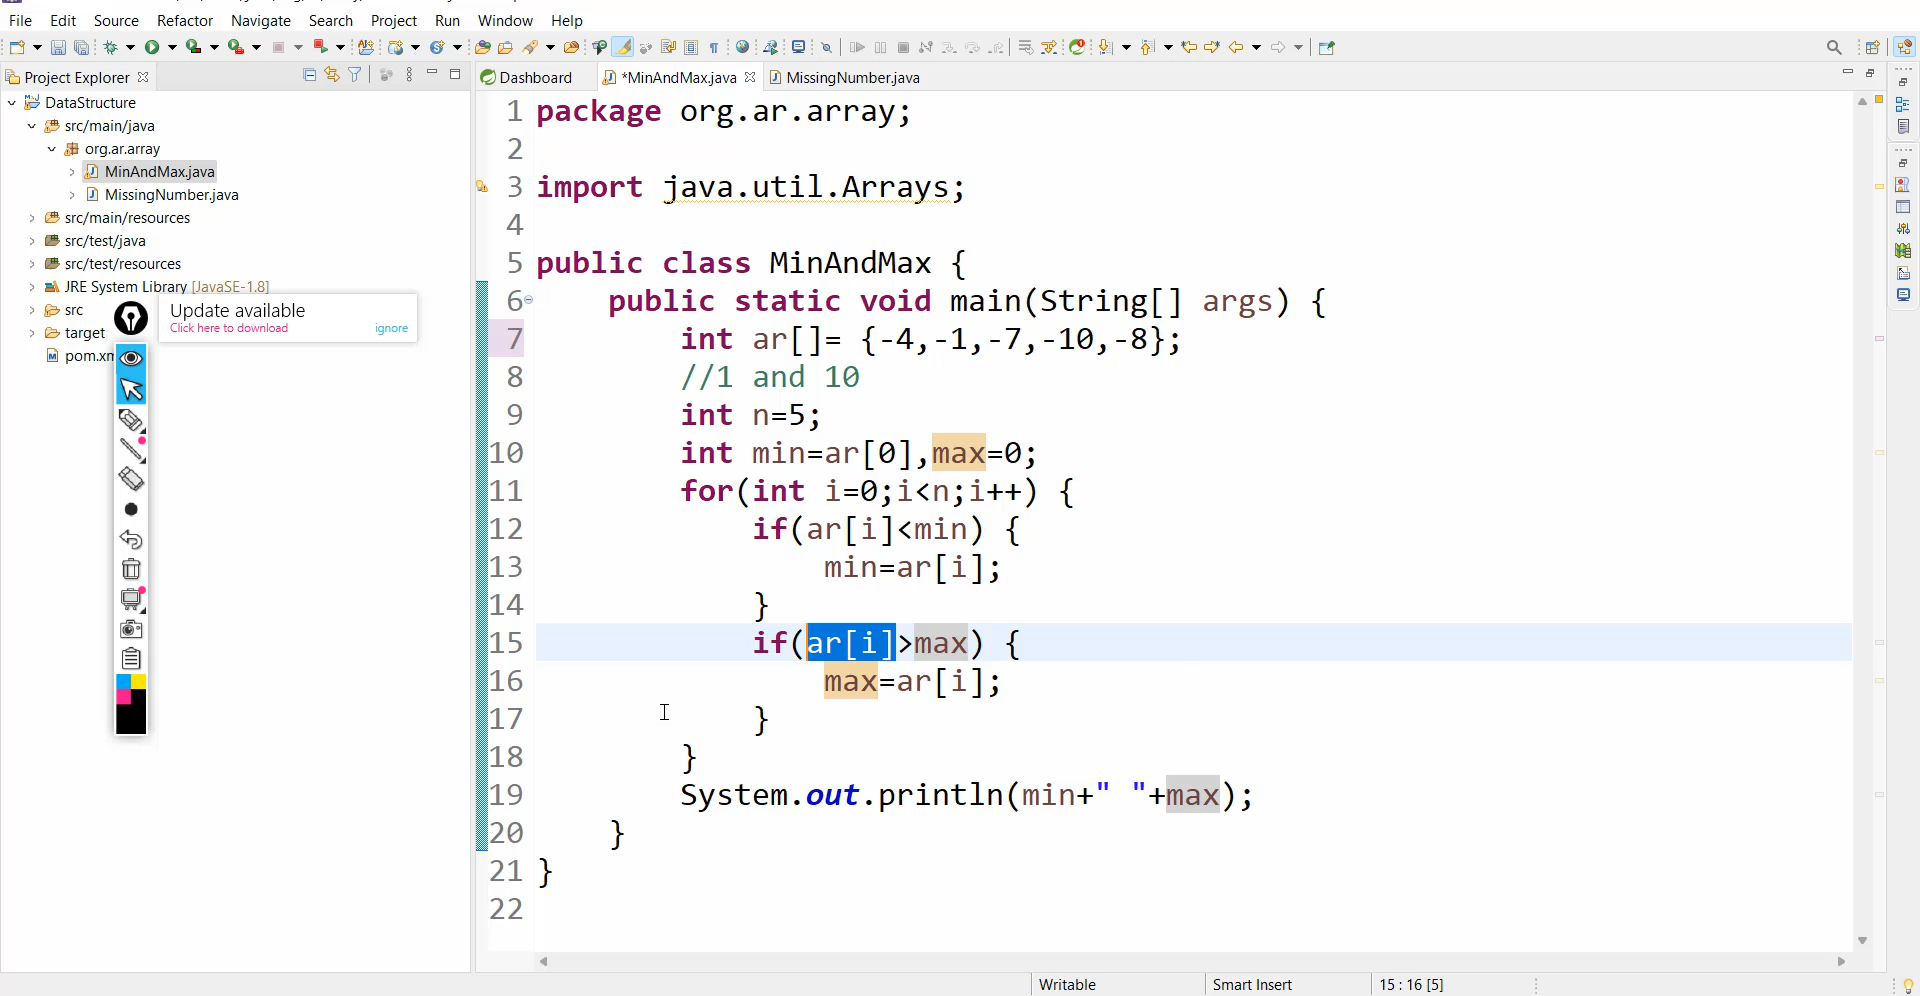 File Edit Source Refactor Navigate Search Project Run Window Help
Project Explorer
Dashboard
*MinAndMax.java
MissingNumber.java
DataStructure
src/main/java
org.ar.array
MinAndMax.java
MissingNumber.java
src/main/resources
src/test/java
src/test/resources
JRE System Library [JavaSE-1.8]
src
target
pom.xm
Update available
Click here to download
ignore
1 package org.ar.array;
2
3 import java.util.Arrays;
4
5 public class MinAndMax {
6 public static void main(String[] args) {
7 int ar[]= {-4,-1,-7,-10,-8};
8 //1 and 10
9 int n=5;
10 int min=ar[0],max=0;
11 for(int i=0;i<n;i++) {
12 if(ar[i]<min) {
13 min=ar[i];
14 }
15 if(ar[i]>max) {
16 max=ar[i];
17 }
18 }
19 System.out.println(min+" "+max);
20 }
21 }
22
Writable
Smart Insert
15 : 16 [5]